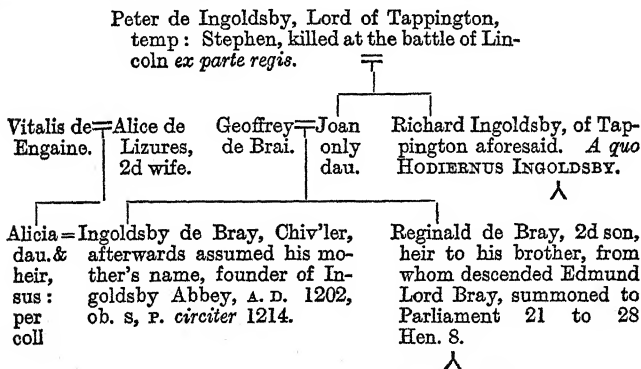 Peter de Ingoldsby, Lord of Tappington,
temp: Stephen, killed at the battle of Lin-
coln ex parte regis.
Vitalis de=Alice de
Engaine. Lizures,
2d wife.
Geoffrey=Joan
de Brai. only
dau.
Richard Ingoldsby, of Tap-
pington aforesaid. A quo
HODIERNUS INGOLDSBY.
Alicia=
dau.&
heir,
sus:
per
coll
Ingoldsby de Bray, Chiv'ler,
afterwards assumed his mo-
ther's name, founder of In-
goldsby Abbey, A. D. 1202,
ob. S, P. circiter 1214.
Reginald de Bray, 2d son,
heir to his brother, from
whom descended Edmund
Lord Bray, summoned to
Parliament 21 to 28
Hen. 8.